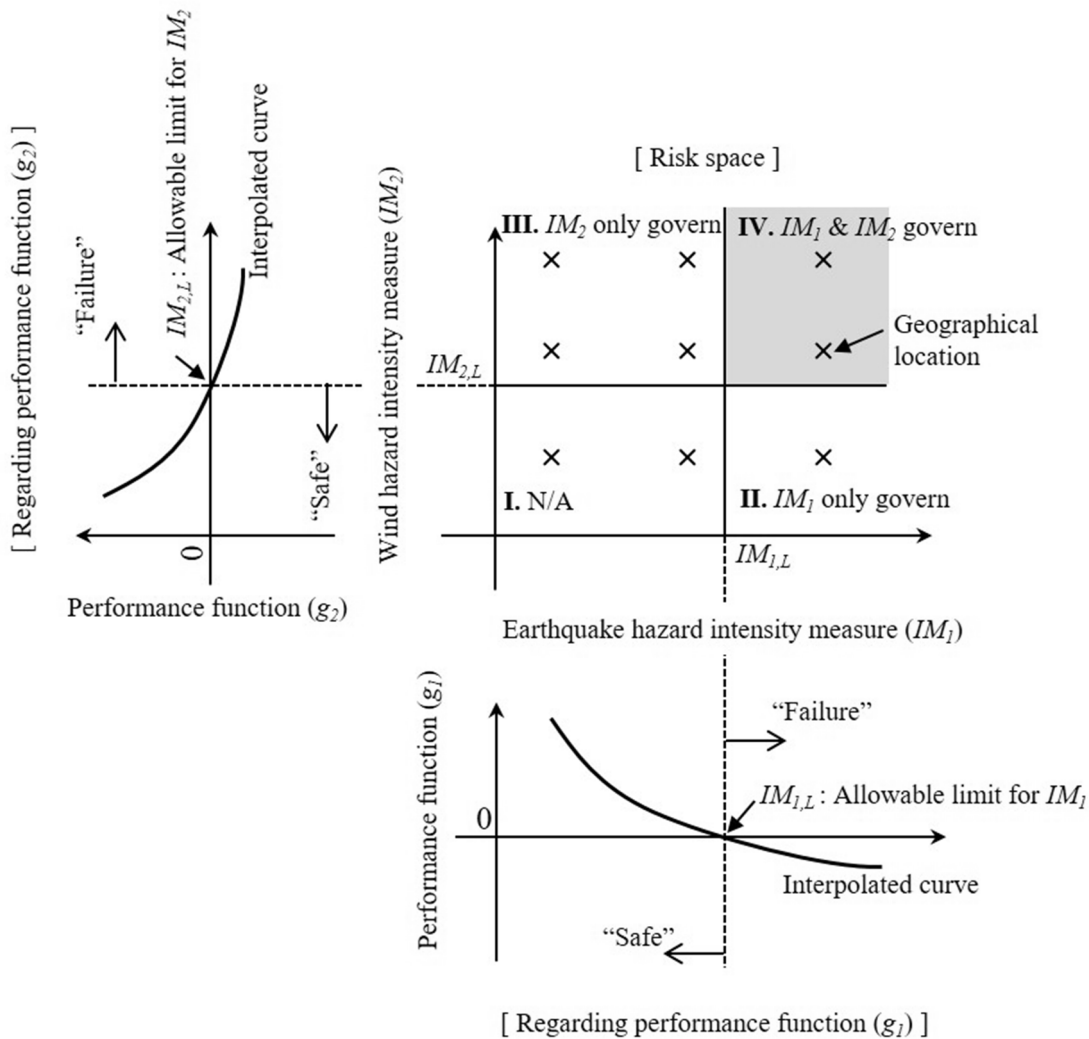 [ Regarding performance function (g2) ]
"Failure"
IM2,L : Allowable limit for IM2
Interpolated curve
"Safe"
0
Performance function (g2)
[ Risk space ]
Wind hazard intensity measure (IM2)
III. IM2 only govern
IV. IM1 & IM2 govern
Geographical
location
IM2,L
I. N/A
II. IM1 only govern
IM1,L
Earthquake hazard intensity measure (IM1)
Performance function (g1)
"Failure"
IM1,L : Allowable limit for IM1
0
Interpolated curve
"Safe"
[ Regarding performance function (g1) ]